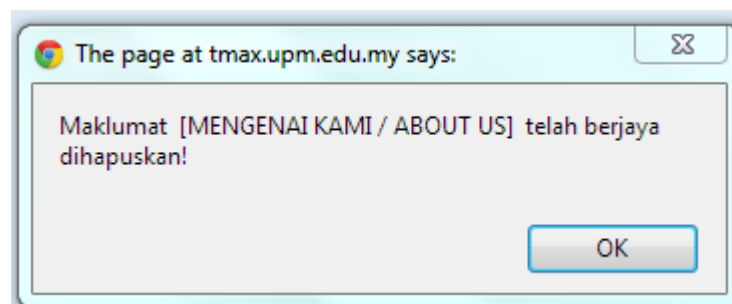 The page at tmax.upm.edu.my says:
Maklumat [MENGENAI KAMI / ABOUT US] telah berjaya
dihapuskan!
OK